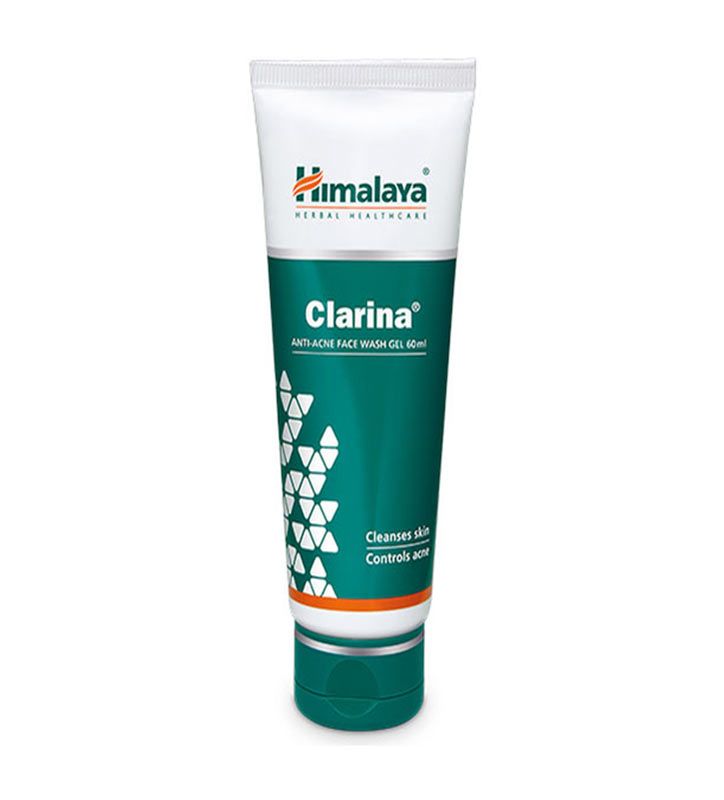 Himalaya®
HERBAL HEALTHCARE
Clarina®
ANTI-ACNE FACE WASH GEL 60ml
Cleanses skin
Controls acne